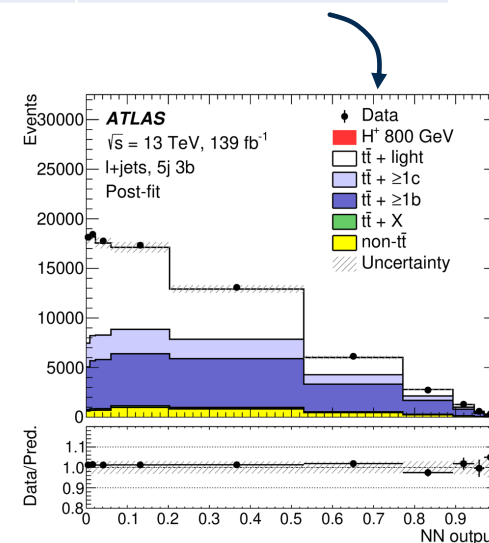 Events
30000
25000
20000
15000
10000
5000
0
ATLAS
√s = 13 TeV, 139 fb⁻¹
l+jets, 5j 3b
Post-fit
Data
H⁺ 800 GeV
tt̄ + light
tt̄ + ≥1c
tt̄ + ≥1b
tt̄ + X
non-tt̄
Uncertainty
Data/Pred.
1.1
1.0
0.9
0.8
0 0.1 0.2 0.3 0.4 0.5 0.6 0.7 0.8 0.9
NN outpu